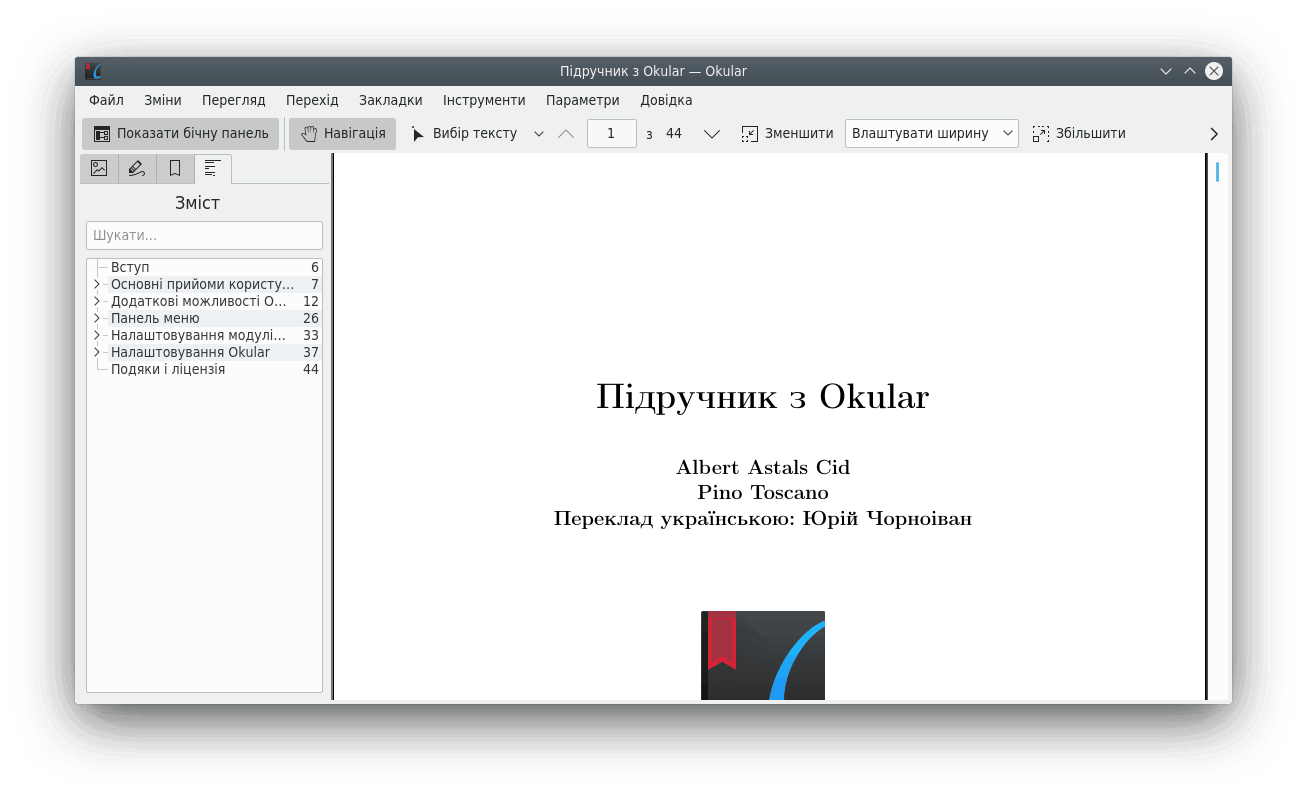 Підручник з Okular — Okular
Файл Зміни Перегляд Перехід Закладки Інструменти Параметри Довідка
Показати бічну панель Навігація Вибір тексту 1 з 44 Зменшити Влаштувати ширину Збільшити
Зміст
Шукати...
Вступ 6
Основні прийоми користу... 7
Додаткові можливості O... 12
Панель меню 26
Налаштовування модулі... 33
Налаштовування Okular 37
Подяки і ліцензія 44
Підручник з Okular
Albert Astals Cid
Pino Toscano
Переклад українською: Юрій Чорноіван